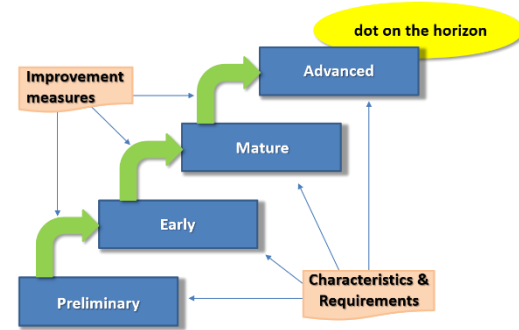 dot on the horizon
Advanced
Improvement
measures
Mature
Early
Characteristics &
Requirements
Preliminary